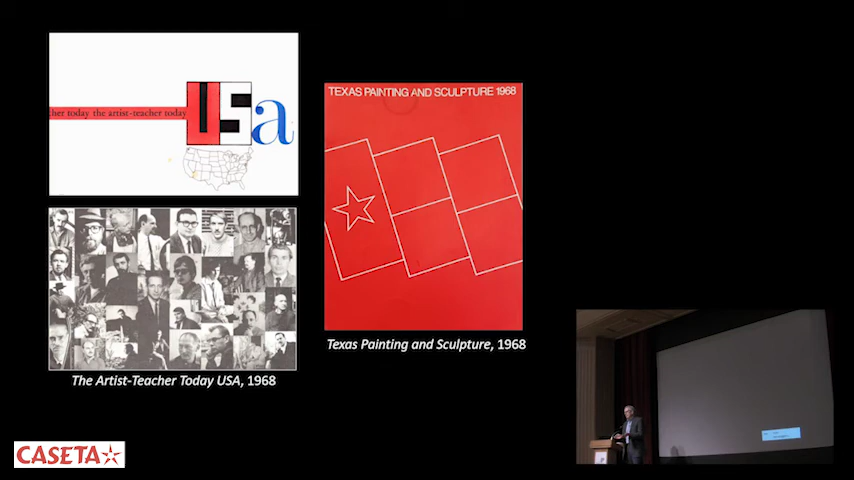 ther today the artist-teacher today
USa
The Artist-Teacher Today USA, 1968
TEXAS PAINTING AND SCULPTURE 1968
Texas Painting and Sculpture, 1968
CASETA